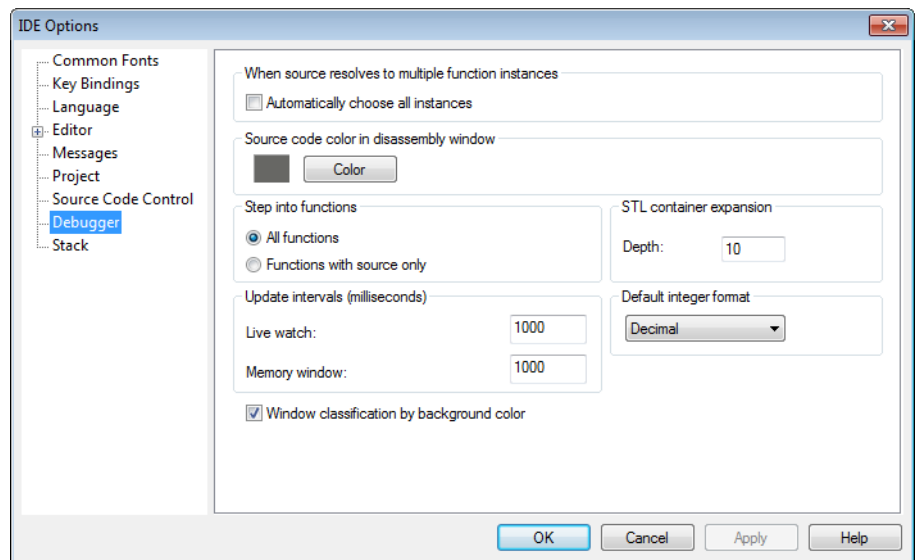 IDE Options
Common Fonts
Key Bindings
Language
Editor
Messages
Project
Source Code Control
Debugger
Stack
When source resolves to multiple function instances
Automatically choose all instances
Source code color in disassembly window
Color
Step into functions
All functions
Functions with source only
STL container expansion
Depth: 10
Update intervals (milliseconds)
Live watch: 1000
Memory window: 1000
Default integer format
Decimal
Window classification by background color
OK Cancel Apply Help